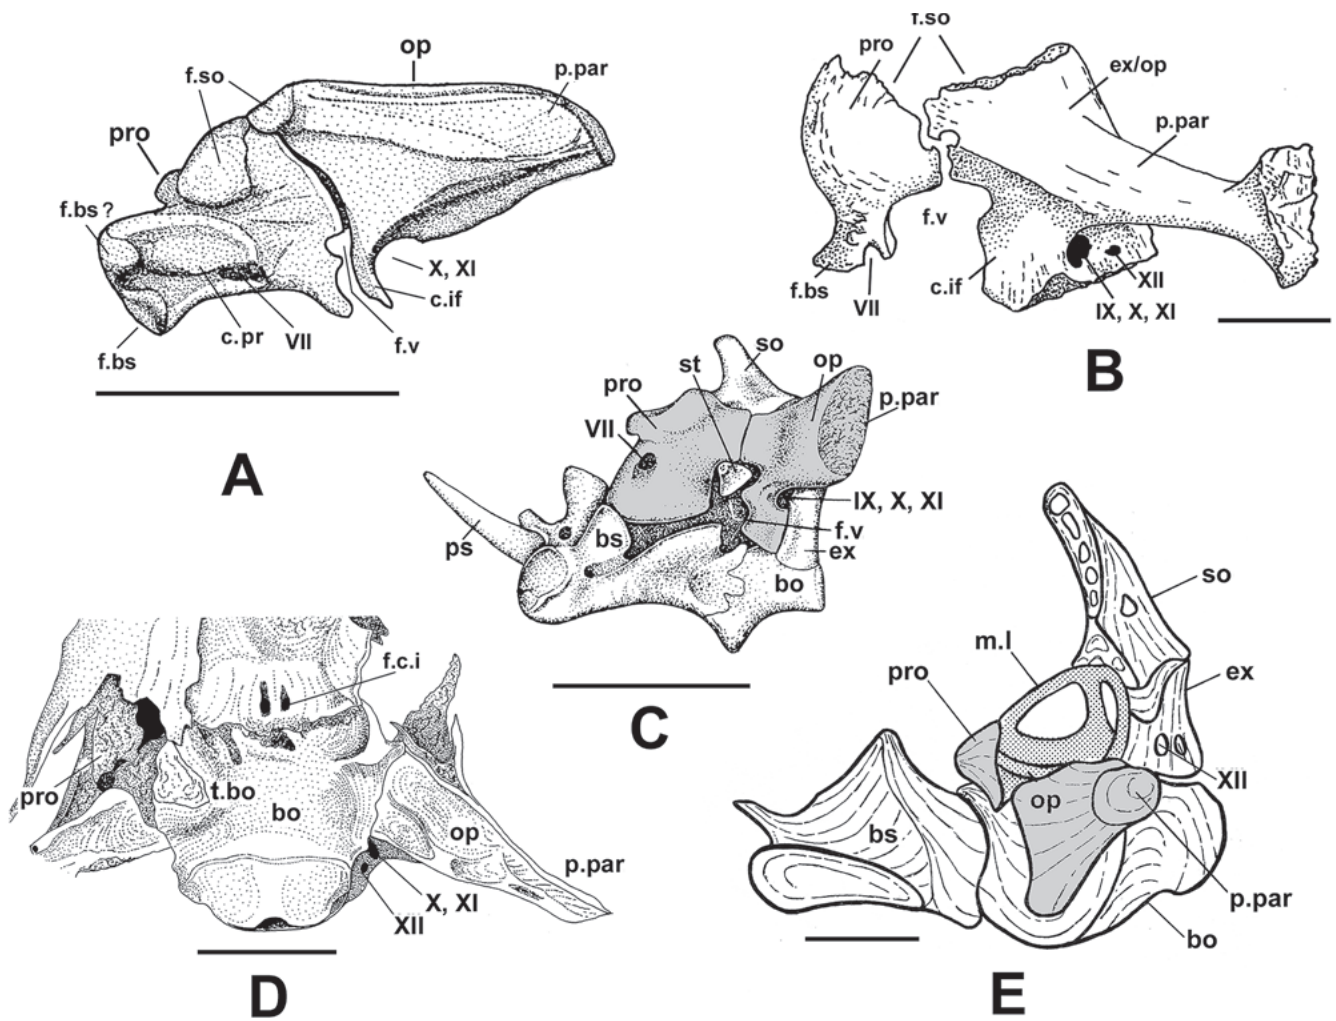 op
f.so
p.par
pro
f.bs?
X, XI
c.if
f.bs
c.pr
VII
f.v
A
f.so
pro
ex/op
p.par
f.v
c.if
XII
f.bs
VII
IX, X, XI
B
so
st
op
pro
p.par
VII
IX, X, XI
f.v
ps
bs
ex
bo
C
f.c.i
pro
t.bo
bo
op
p.par
X, XI
XII
D
so
m.l
ex
pro
XII
op
bs
p.par
bo
E